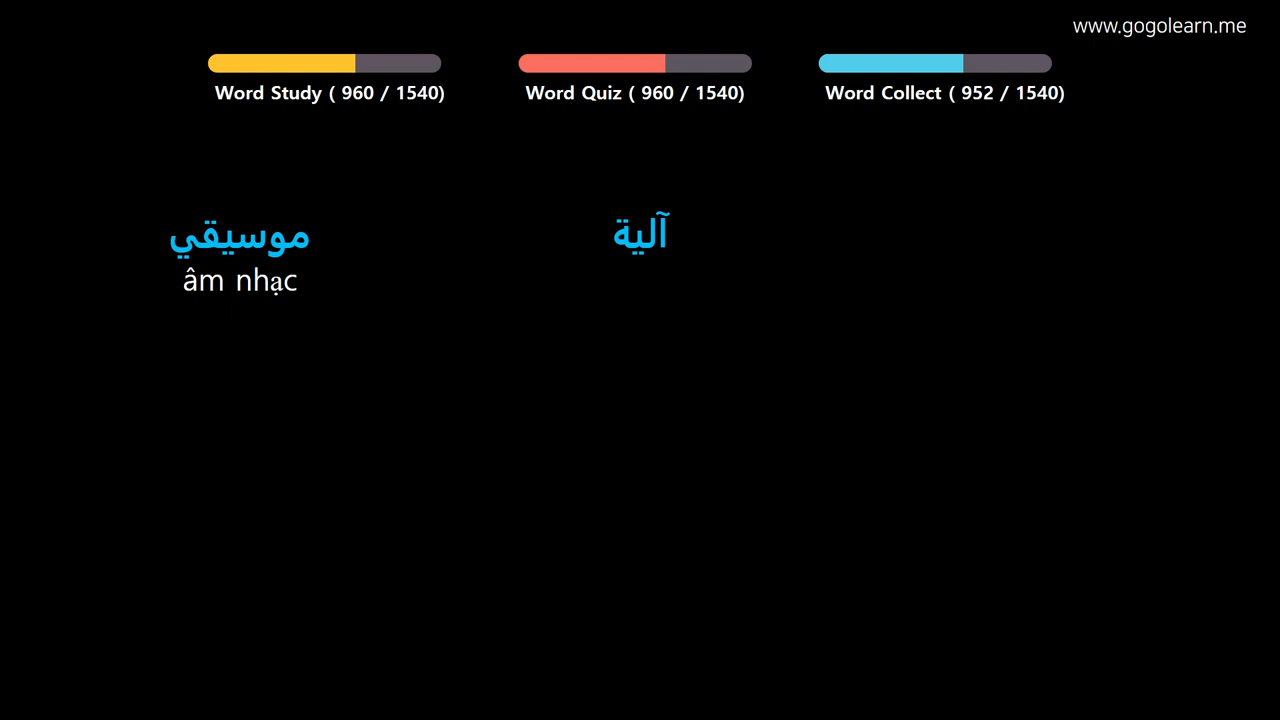 www.gogolearn.me
Word Study ( 960 / 1540)
Word Quiz ( 960 / 1540)
Word Collect ( 952 / 1540)
موسيقي
âm nhạc
آلية